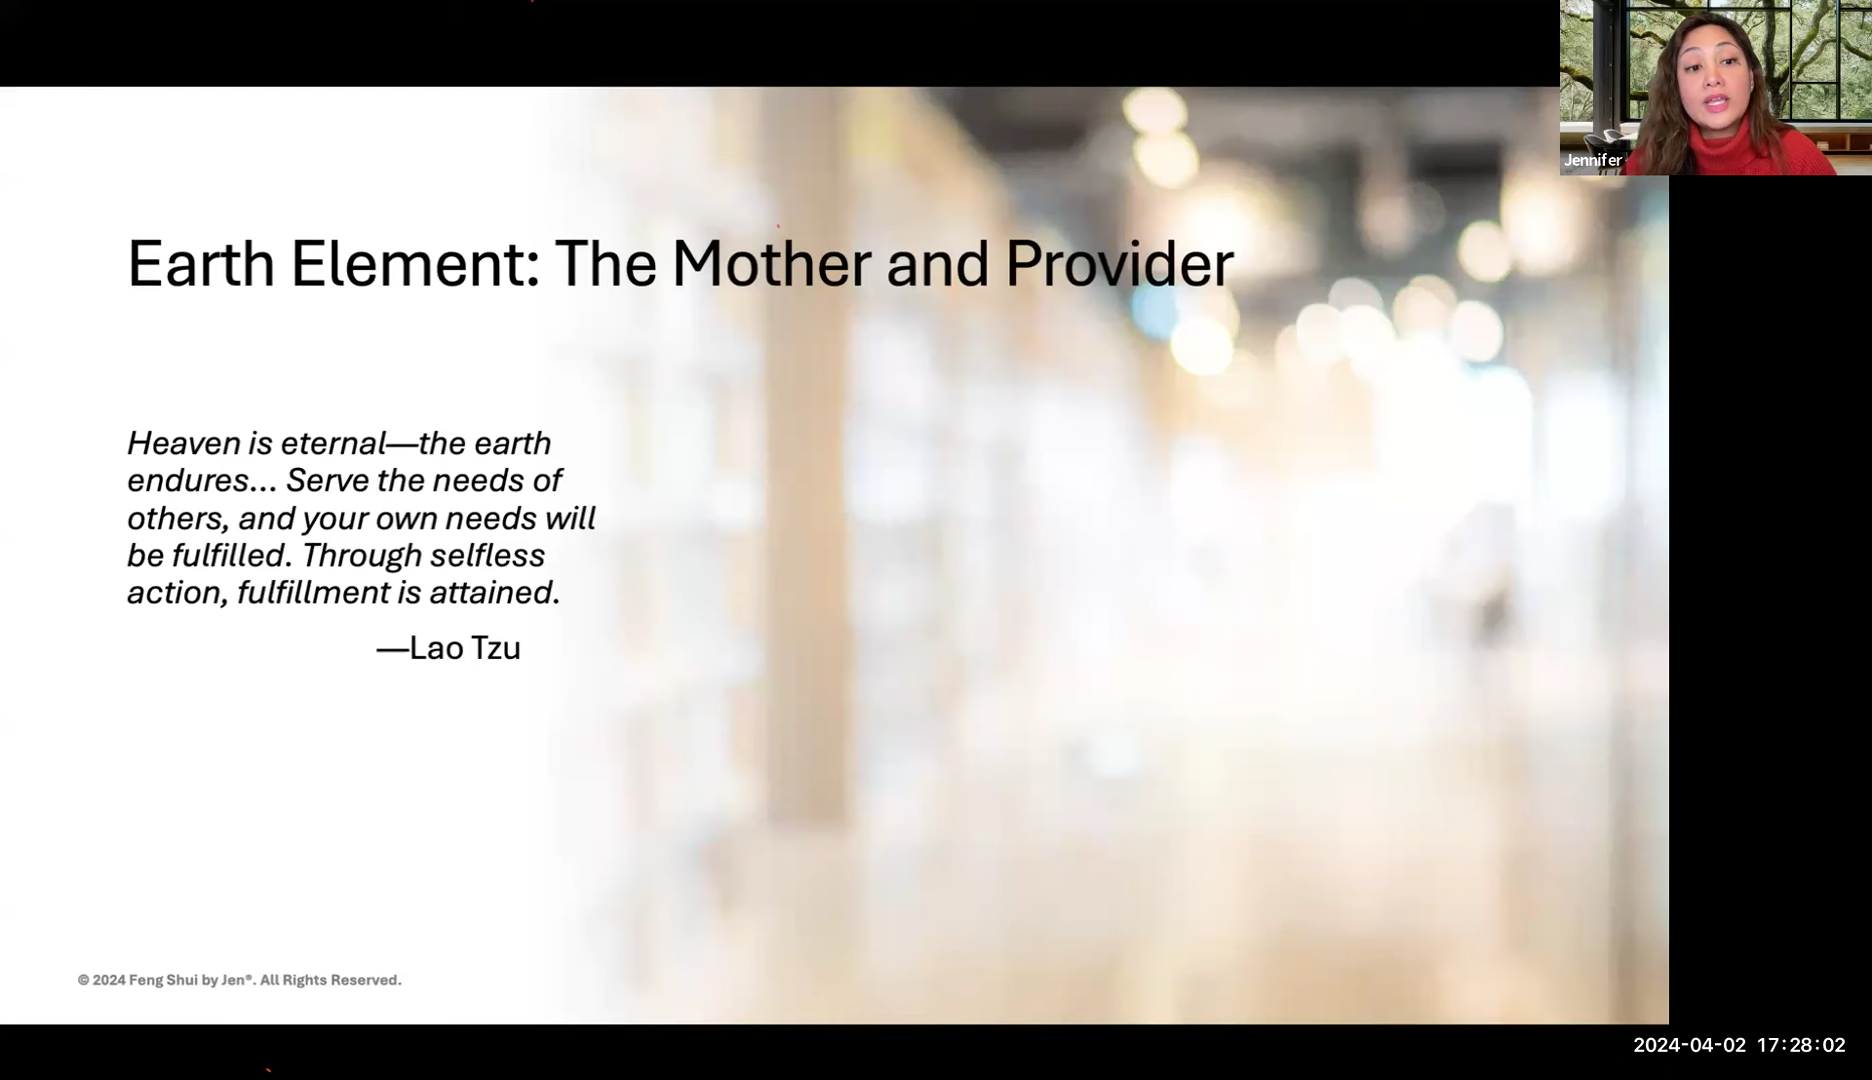 Jennifer
Earth Element: The Mother and Provider
Heaven is eternal—the earth
endures... Serve the needs of
others, and your own needs will
be fulfilled. Through selfless
action, fulfillment is attained.
—Lao Tzu
© 2024 Feng Shui by Jen®. All Rights Reserved.
2024-04-02 17:28:02